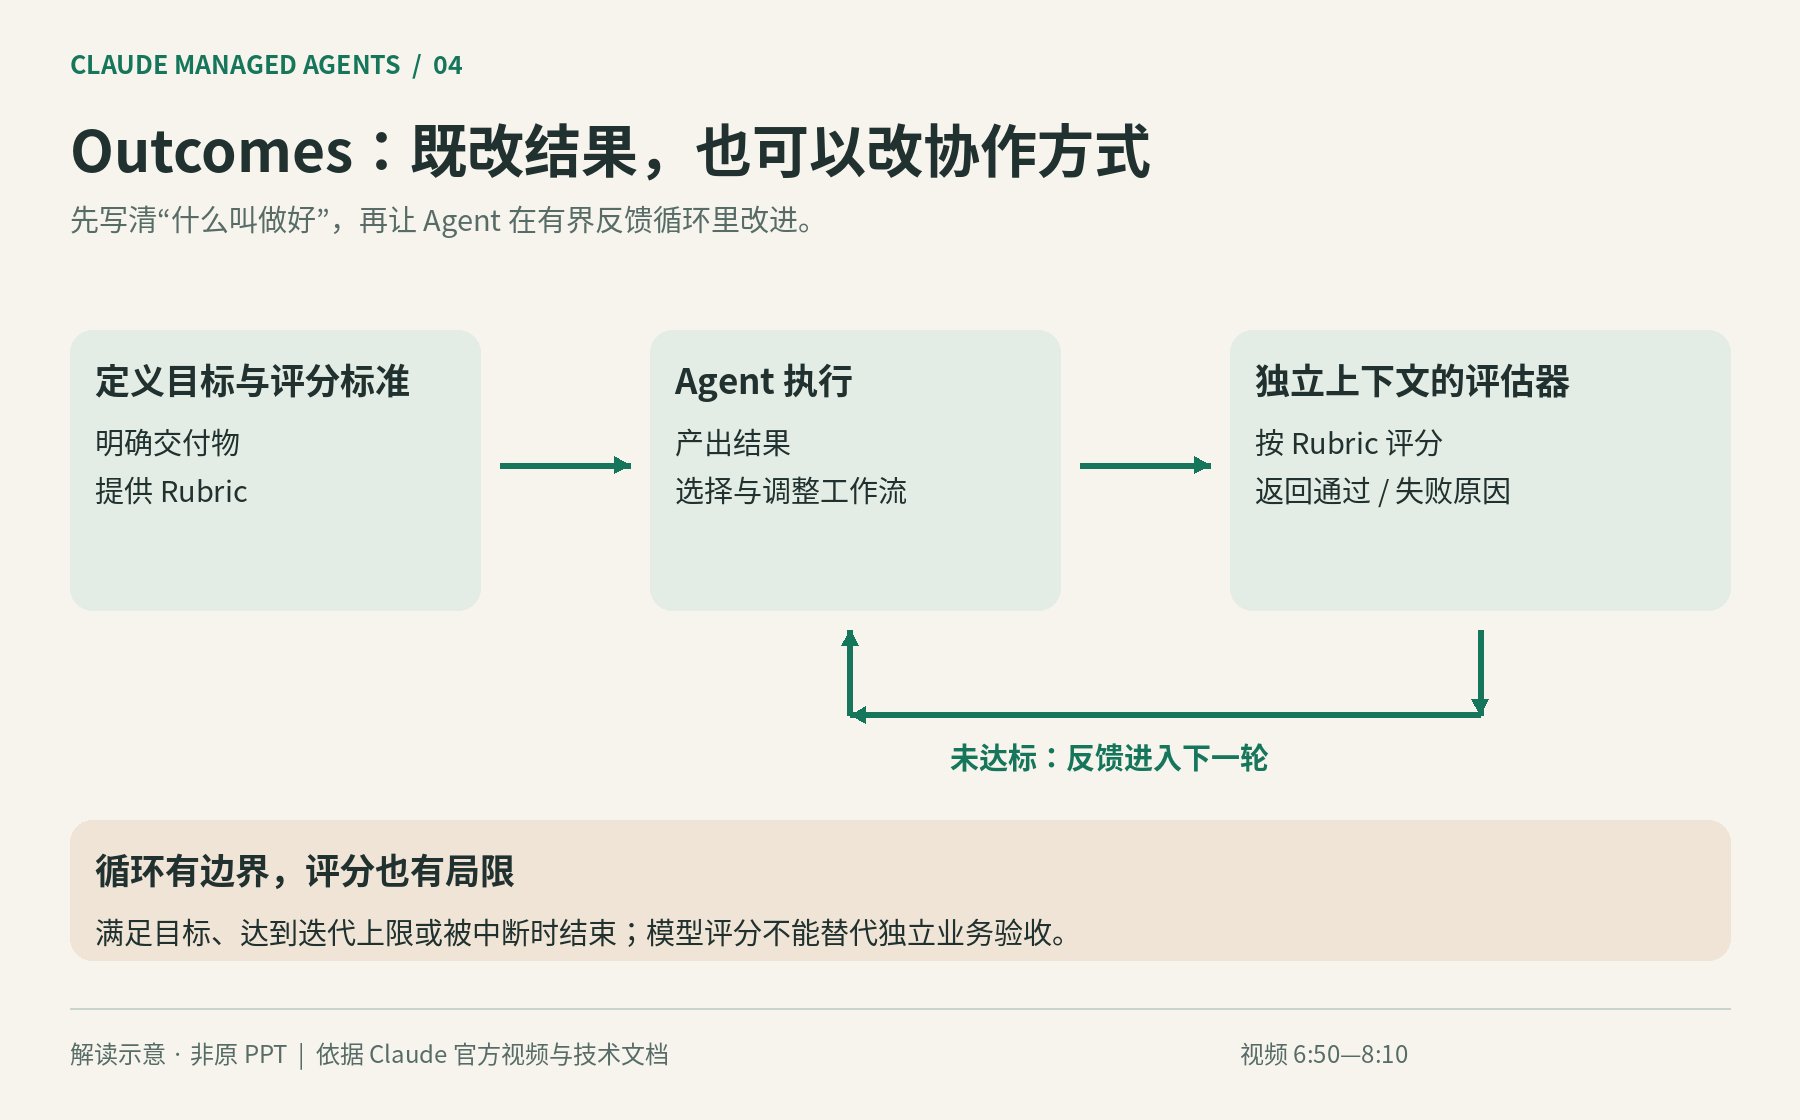 CLAUDE MANAGED AGENTS / 04
Outcomes：既改结果，也可以改协作方式
先写清“什么叫做好”，再让 Agent 在有界反馈循环里改进。
定义目标与评分标准
明确交付物
提供 Rubric
Agent 执行
产出结果
选择与调整工作流
独立上下文的评估器
按 Rubric 评分
返回通过 / 失败原因
未达标：反馈进入下一轮
循环有边界，评分也有局限
满足目标、达到迭代上限或被中断时结束；模型评分不能替代独立业务验收。
解读示意 · 非原 PPT｜依据 Claude 官方视频与技术文档
视频 6:50—8:10